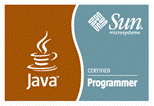 Sun
microsystems
Java
CERTIFIED
Programmer